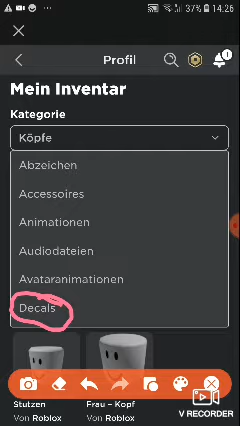 37% 14:26
Profil
1
Mein Inventar
Kategorie
Köpfe
Abzeichen
Accessoires
Animationen
Audiodateien
Avataranimationen
Decals
Stutzen
Frau – Kopf
Von Roblox
Von Roblox
V RECORDER